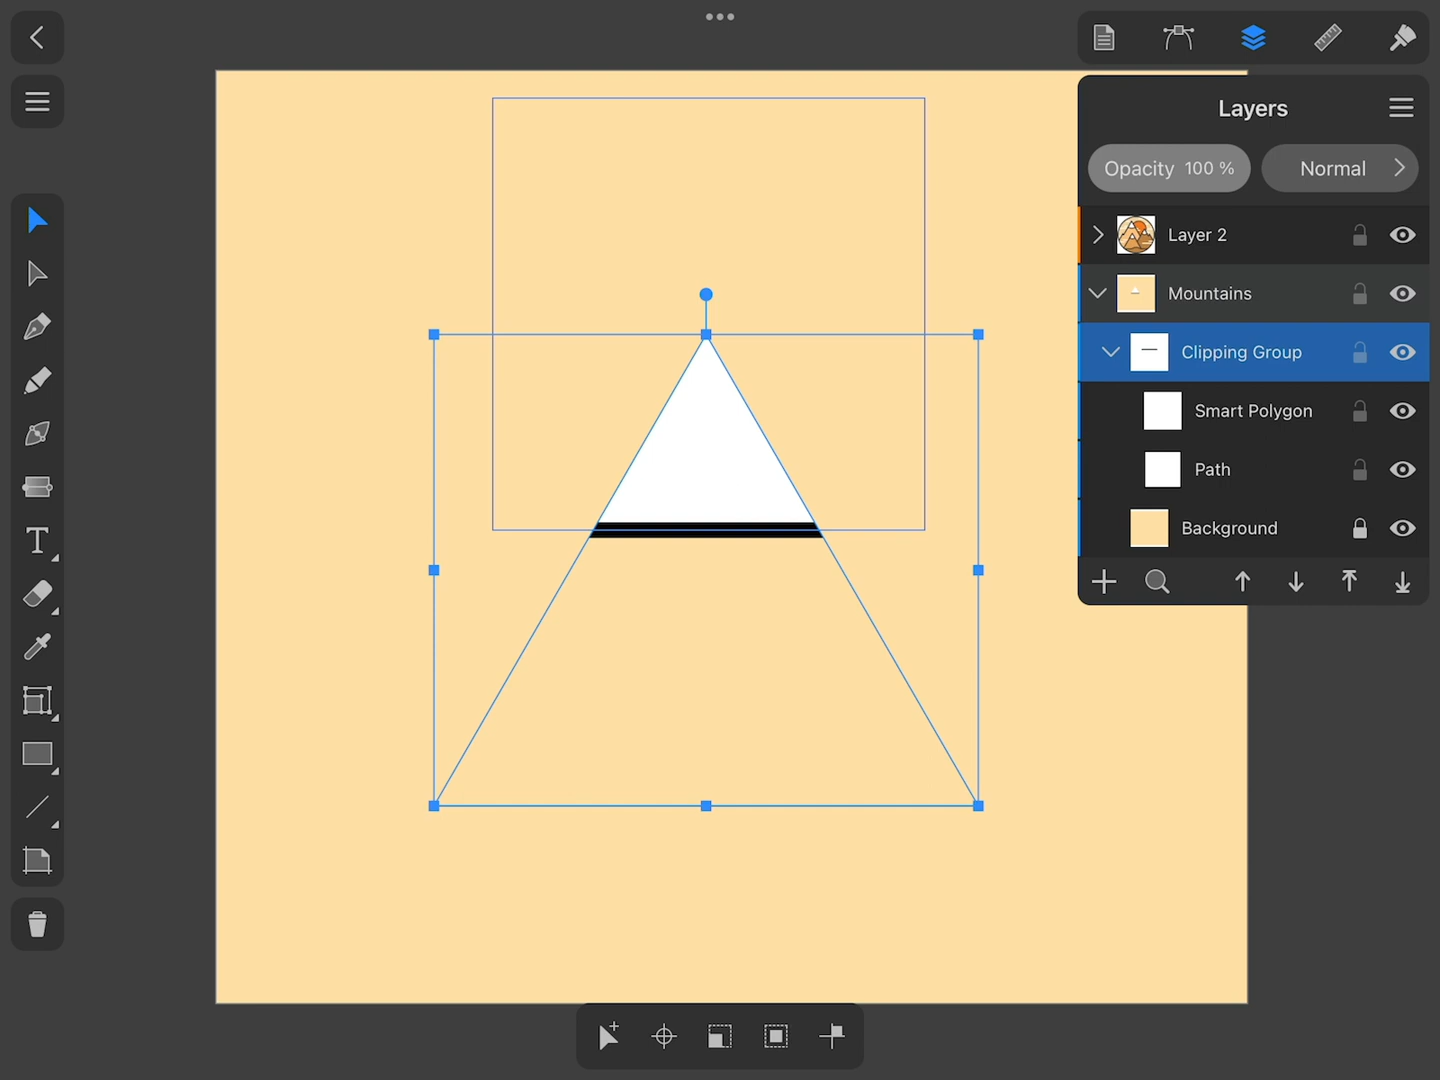 Layers
Opacity 100 %
Normal
Layer 2
Mountains
Clipping Group
Smart Polygon
Path
Background
T